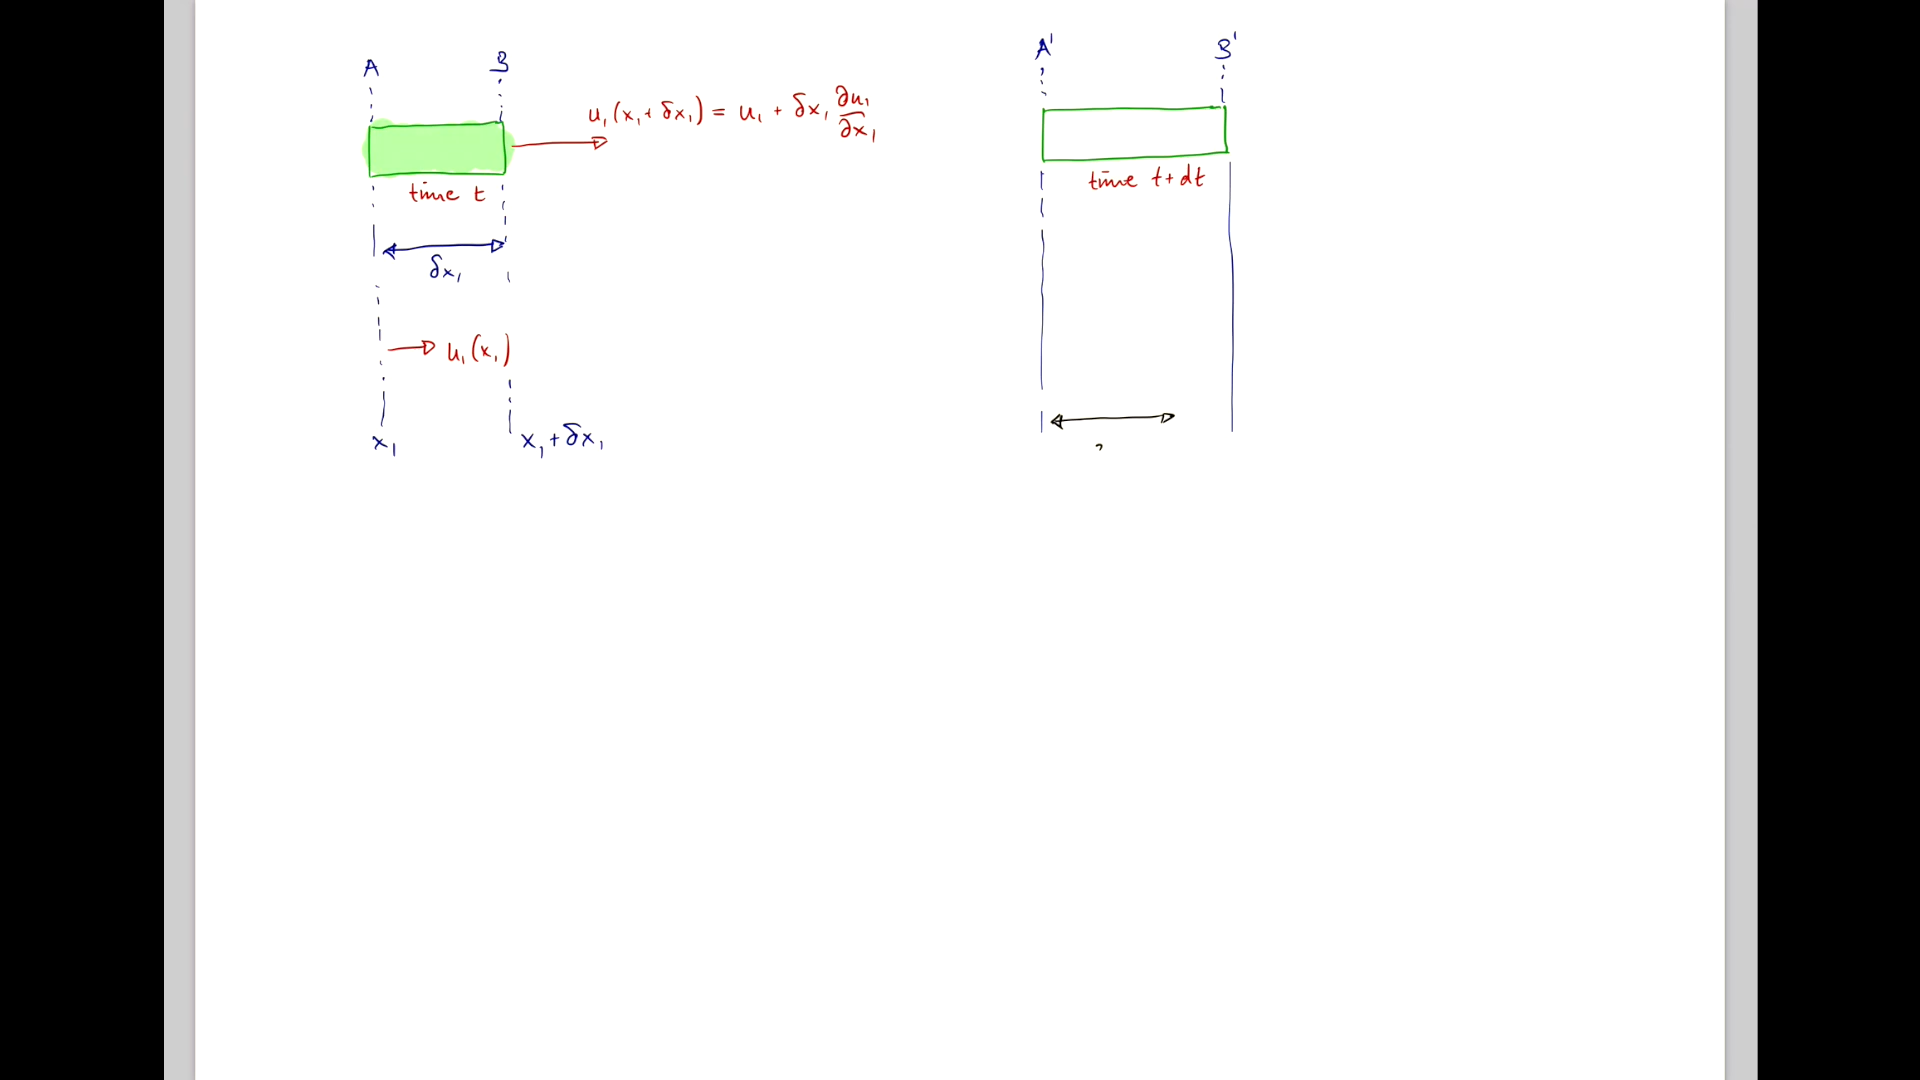 A B
u₁(x₁ + δx₁) = u₁ + δx₁ ∂u₁/∂x₁
time t
δx₁
u₁(x₁)
x₁ x₁ + δx₁
A' B'
time t + dt